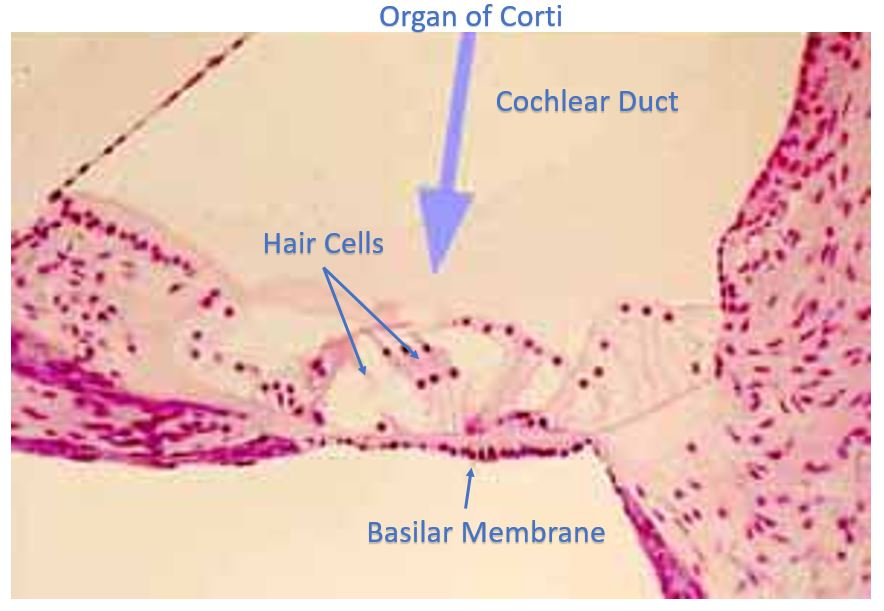 Organ of Corti
Cochlear Duct
Hair Cells
Basilar Membrane